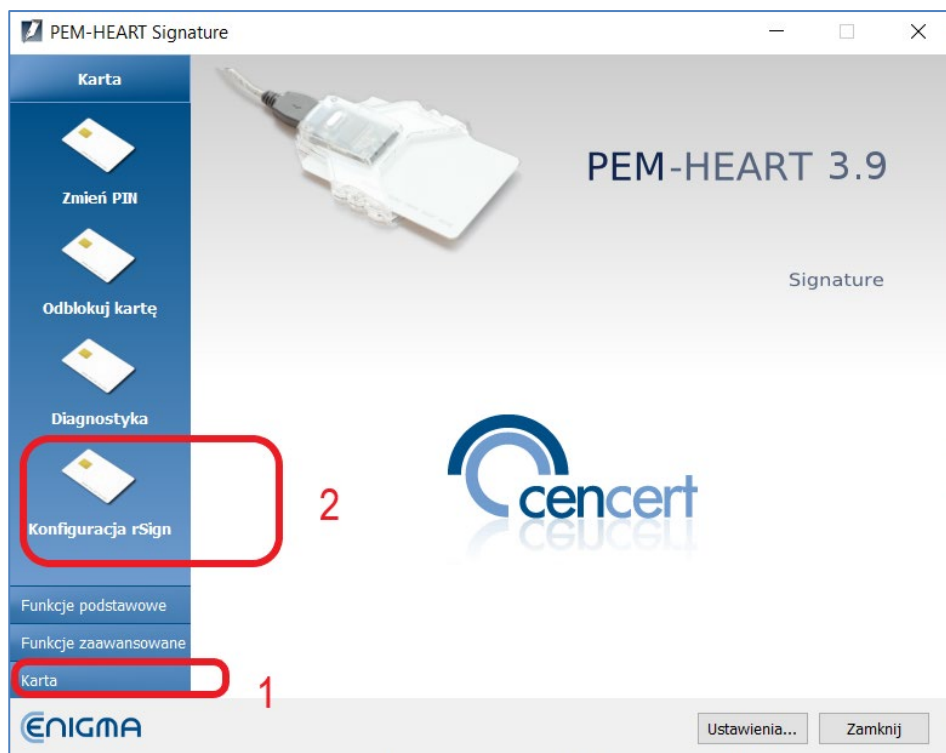 PEM-HEART Signature
Karta
Zmień PIN
Odblokuj kartę
Diagnostyka
Konfiguracja rSign
Funkcje podstawowe
Funkcje zaawansowane
Karta
1
2
PEM-HEART 3.9
Signature
cencert
ENIGMA
Ustawienia...
Zamknij